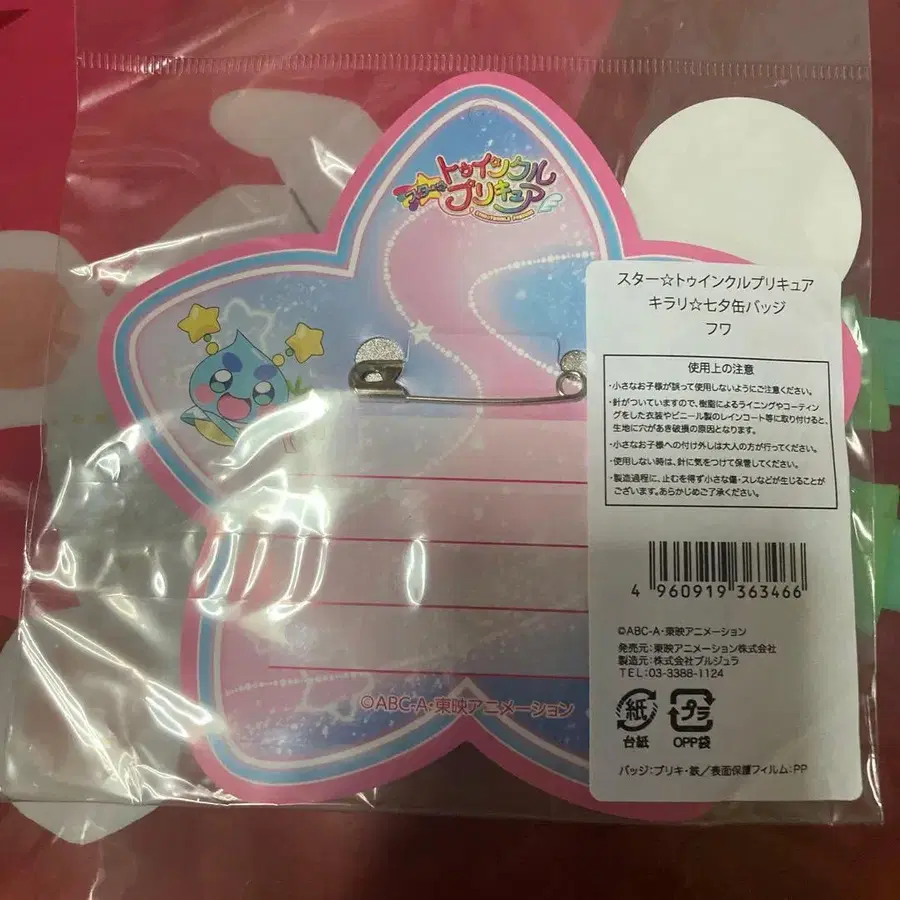 スター☆
トゥインクル
プリキュア
スター☆トゥインクルプリキュア
キラリ☆七夕缶バッジ
フワ
使用上の注意
・小さなお子様が誤って使用しないようにご注意ください。
・針がついていますので、樹脂によるライニングやコーティン
グをした衣装やビニール製のレインコート等に取り付けると、
生地に穴があき破損の原因となります。
・小さなお子様への付け外しは大人の方が行ってください。
・使用しない時は、針に気をつけて保管してください。
・製造過程に、止むを得ず小さな傷・スレなどが生じることが
ございます。あらかじめご了承ください。
4 960919 363466
©ABC-A・東映アニメーション
発売元:東映アニメーション株式会社
製造元:株式会社プルジュラ
TEL:03-3388-1124
紙 プラ
台紙 OPP袋
バッジ:ブリキ・鉄/表面保護フィルム:PP
©ABC-A・東映アニメーション